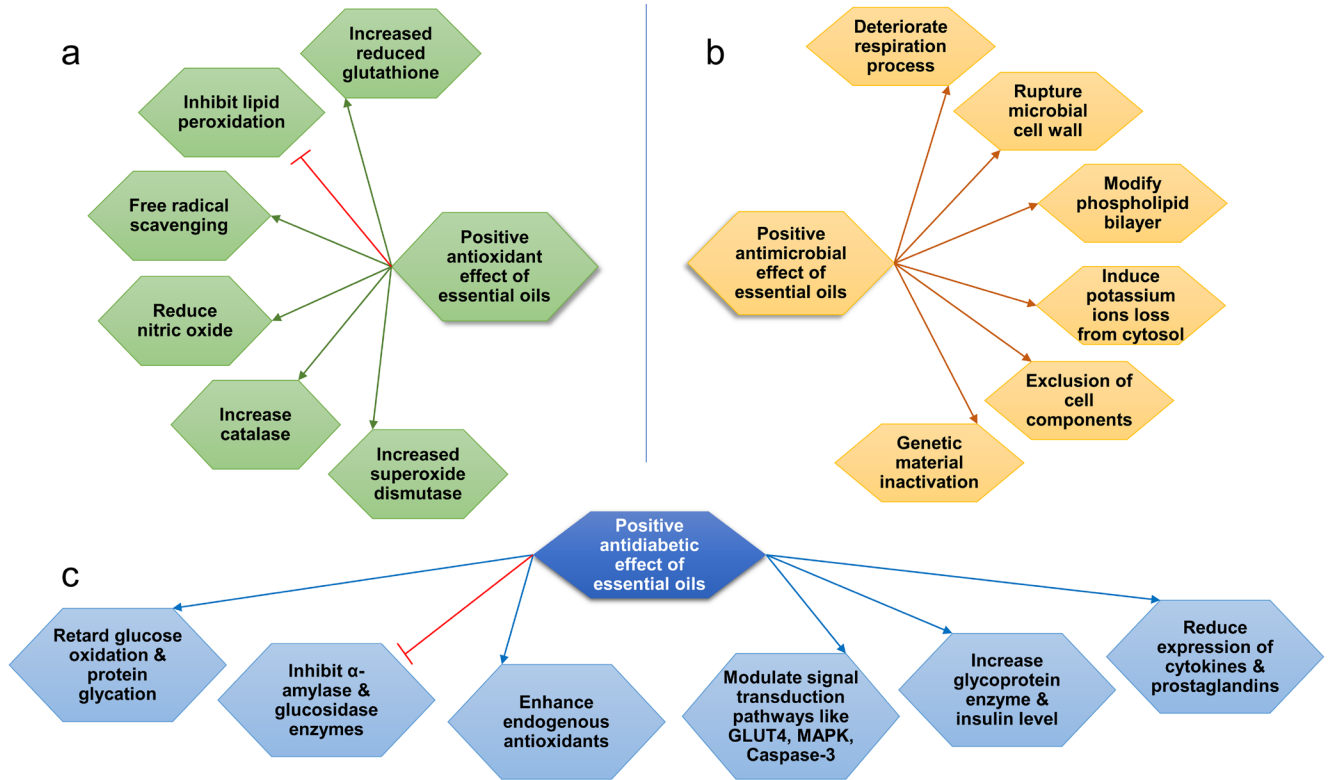 a
Increased
reduced
glutathione
Inhibit lipid
peroxidation
Free radical
scavenging
Reduce
nitric oxide
Increase
catalase
Increased
superoxide
dismutase
Positive
antioxidant
effect of
essential oils
b
Deteriorate
respiration
process
Rupture
microbial
cell wall
Modify
phospholipid
bilayer
Induce
potassium
ions loss
from cytosol
Exclusion of
cell
components
Genetic
material
inactivation
Positive
antimicrobial
effect of
essential oils
c
Positive
antidiabetic
effect of
essential oils
Retard glucose
oxidation &
protein
glycation
Inhibit α-
amylase &
glucosidase
enzymes
Enhance
endogenous
antioxidants
Modulate signal
transduction
pathways like
GLUT4, MAPK,
Caspase-3
Increase
glycoprotein
enzyme &
insulin level
Reduce
expression of
cytokines &
prostaglandins